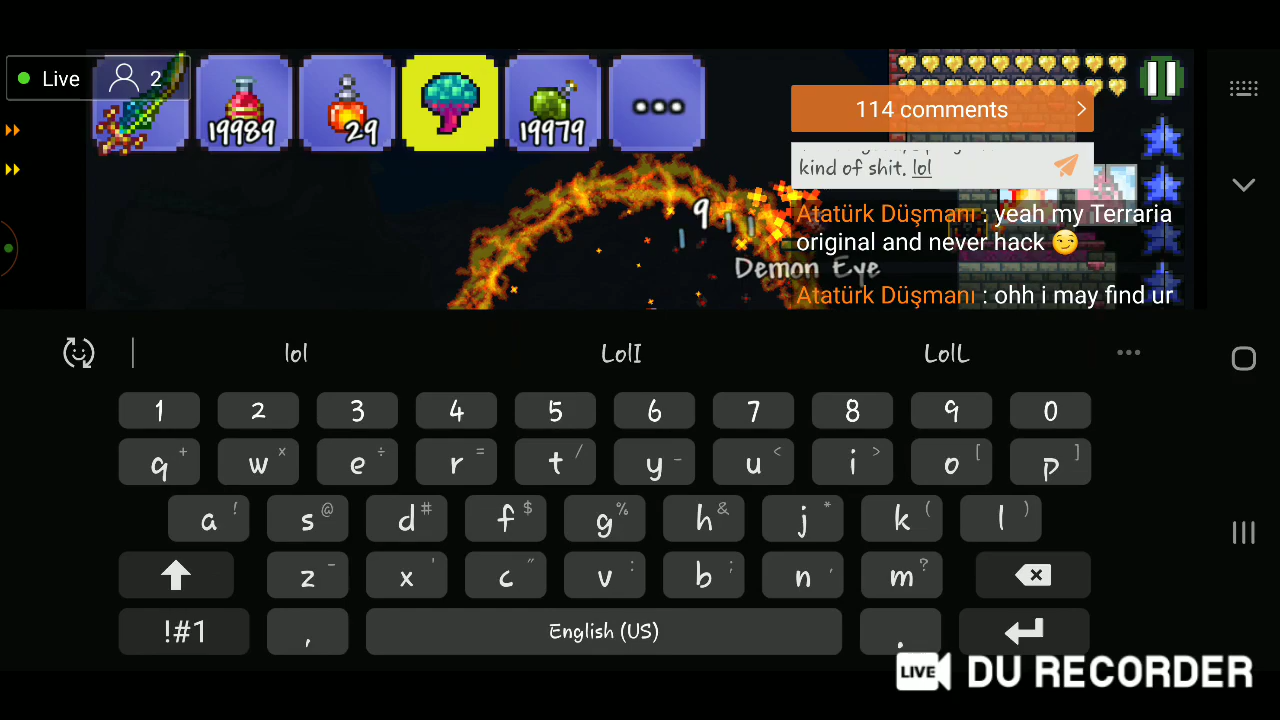 Live 2
19989
29
19979
114 comments
kind of shit. lol
9
Demon Eye
Atatürk Düşmanı : yeah my Terraria
original and never hack 😏
Atatürk Düşmanı : ohh i may find ur
lol LolI LolL
1 2 3 4 5 6 7 8 9 0
q + w × e ÷ r = t / y - u < i > o [ p ]
a ! s @ d # f $ g % h & j * k ( l )
z - x ' c " v : b ; n , m ?
!#1 , English (US) .
LIVE DU RECORDER